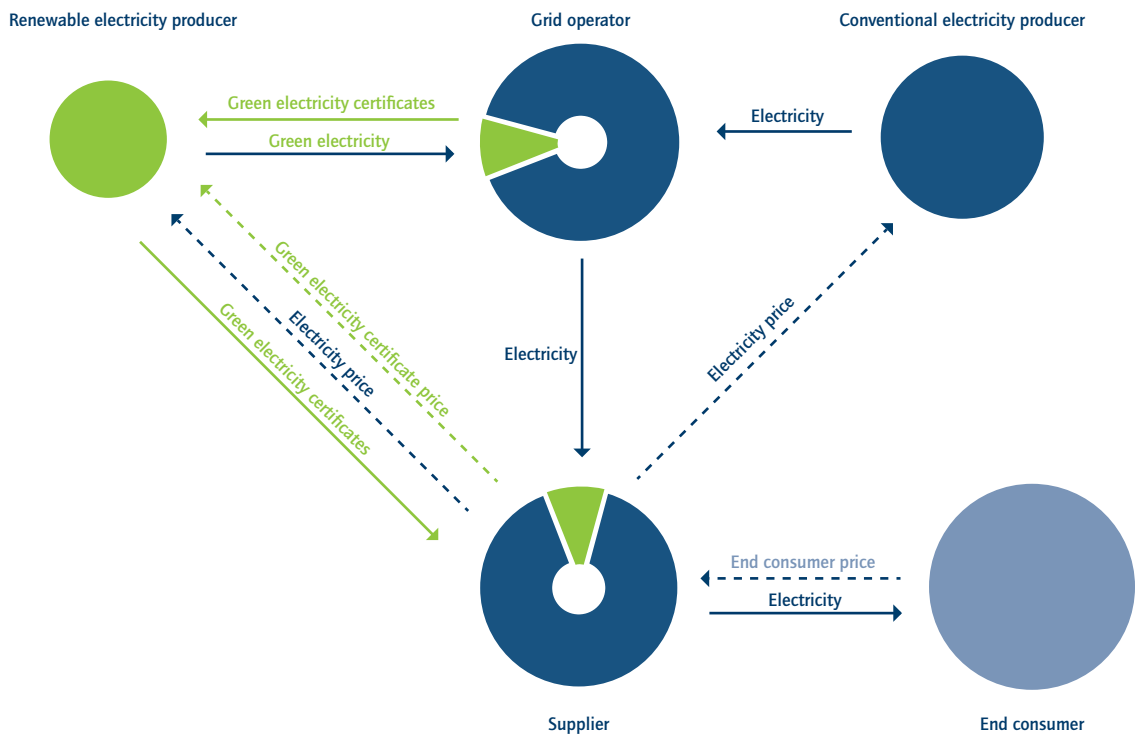 Renewable electricity producer
Grid operator
Conventional electricity producer
Green electricity certificates
Green electricity
Electricity
Green electricity certificate price
Electricity price
Green electricity certificates
Electricity
Electricity price
End consumer price
Electricity
Supplier
End consumer